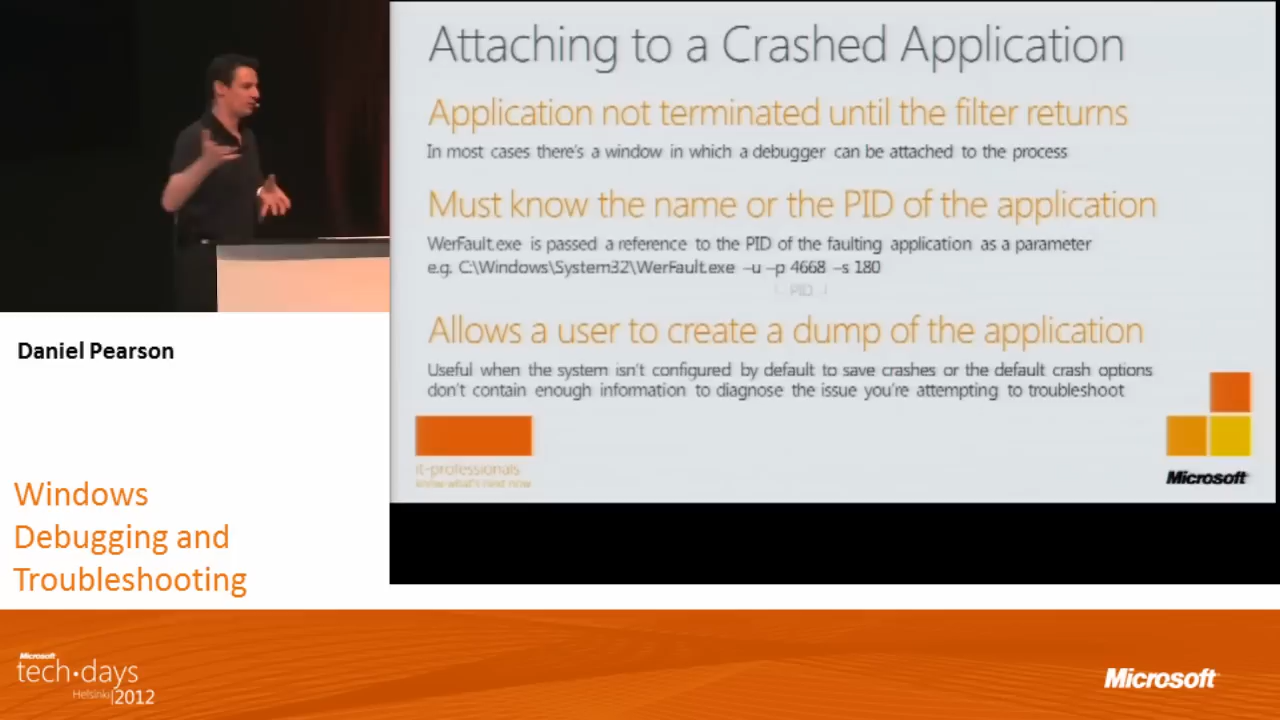 Attaching to a Crashed Application
Application not terminated until the filter returns
In most cases there's a window in which a debugger can be attached to the process
Must know the name or the PID of the application
WerFault.exe is passed a reference to the PID of the faulting application as a parameter
e.g. C:\Windows\System32\WerFault.exe –u –p 4668 –s 180
PID
Allows a user to create a dump of the application
Useful when the system isn't configured by default to save crashes or the default crash options
don't contain enough information to diagnose the issue you're attempting to troubleshoot
it-professionals
know what's next now
Microsoft
Daniel Pearson
Windows
Debugging and
Troubleshooting
Microsoft
tech·days
Helsinki|2012
Microsoft